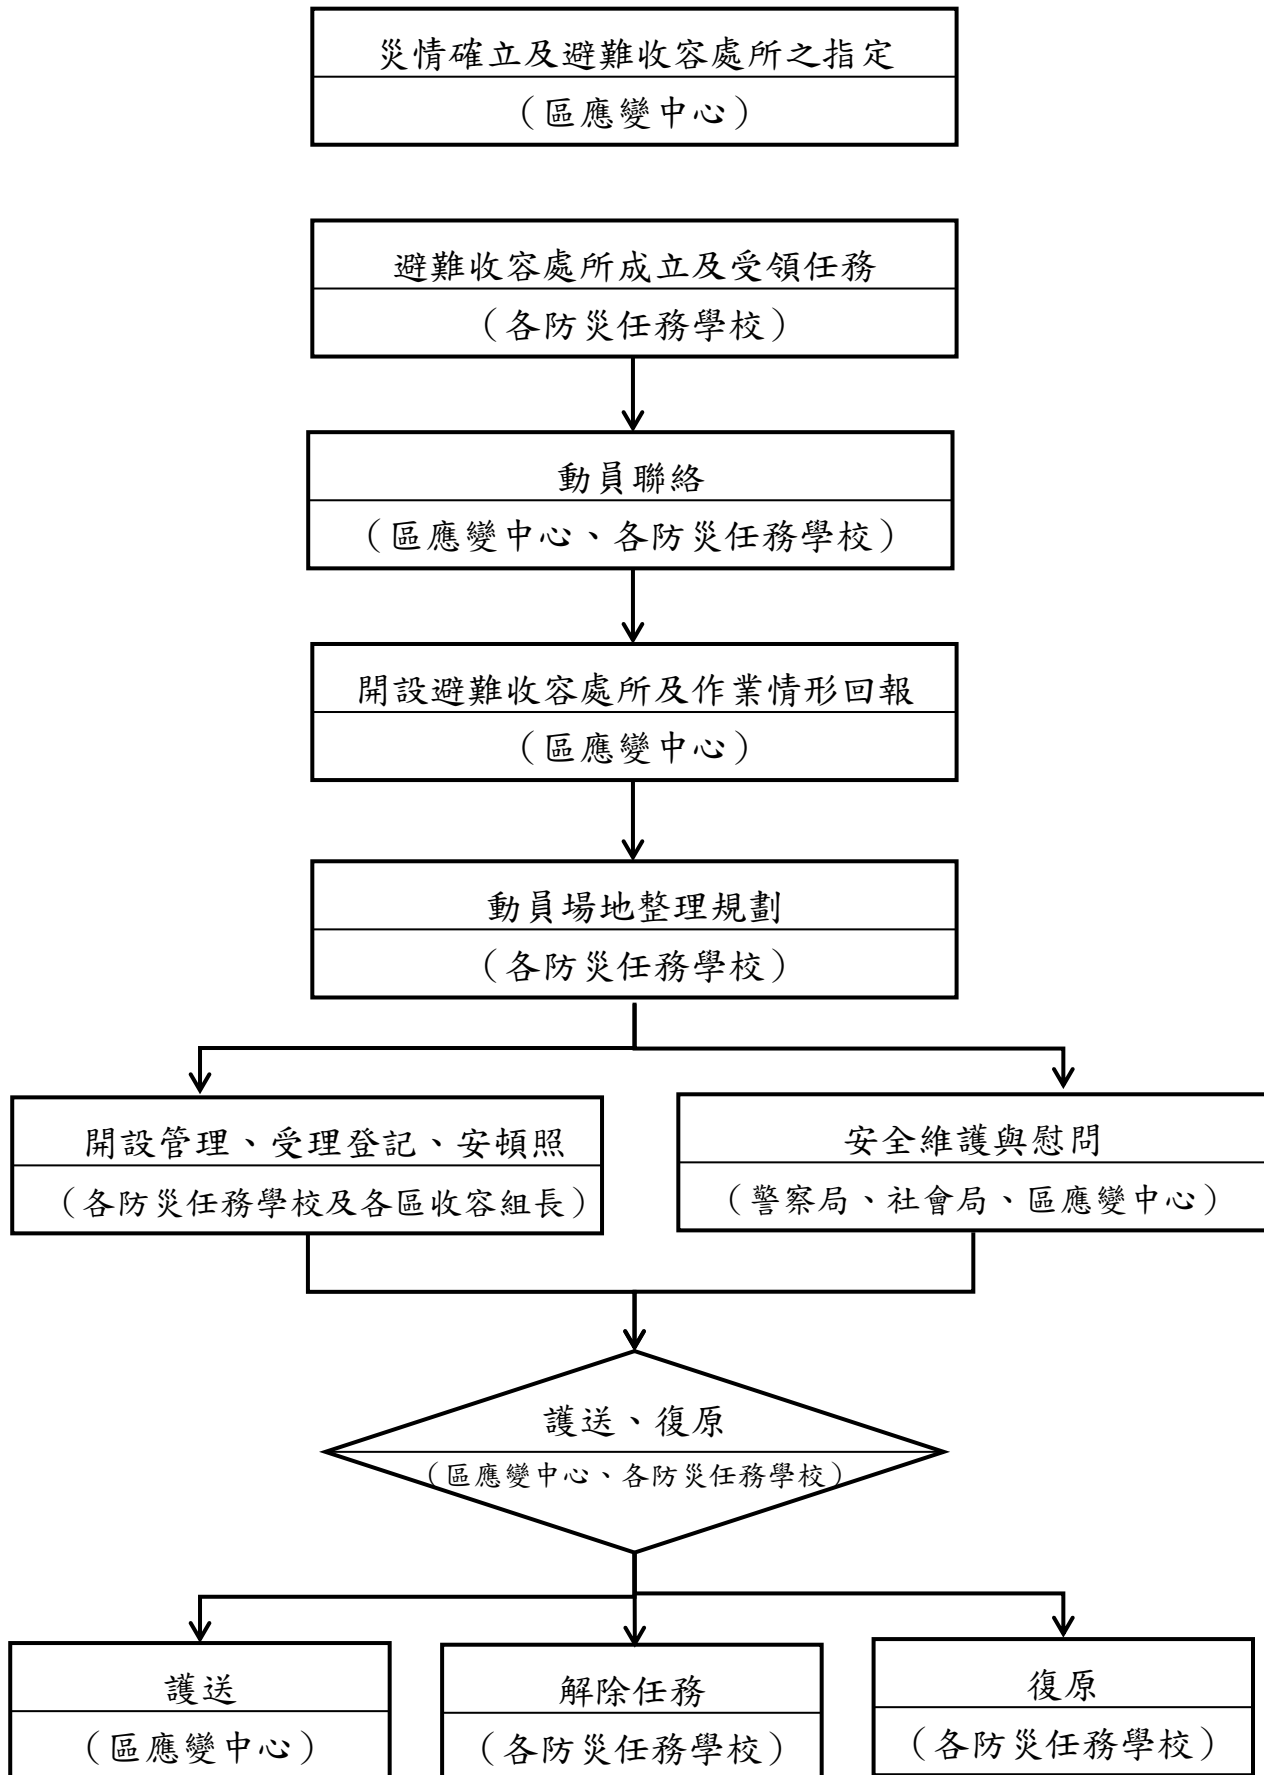 災情確立及避難收容處所之指定
（區應變中心）
避難收容處所成立及受領任務
（各防災任務學校）
動員聯絡
（區應變中心、各防災任務學校）
開設避難收容處所及作業情形回報
（區應變中心）
動員場地整理規劃
（各防災任務學校）
開設管理、受理登記、安頓照
（各防災任務學校及各區收容組長）
安全維護與慰問
（警察局、社會局、區應變中心）
護送、復原
（區應變中心、各防災任務學校）
護送
（區應變中心）
解除任務
（各防災任務學校）
復原
（各防災任務學校）